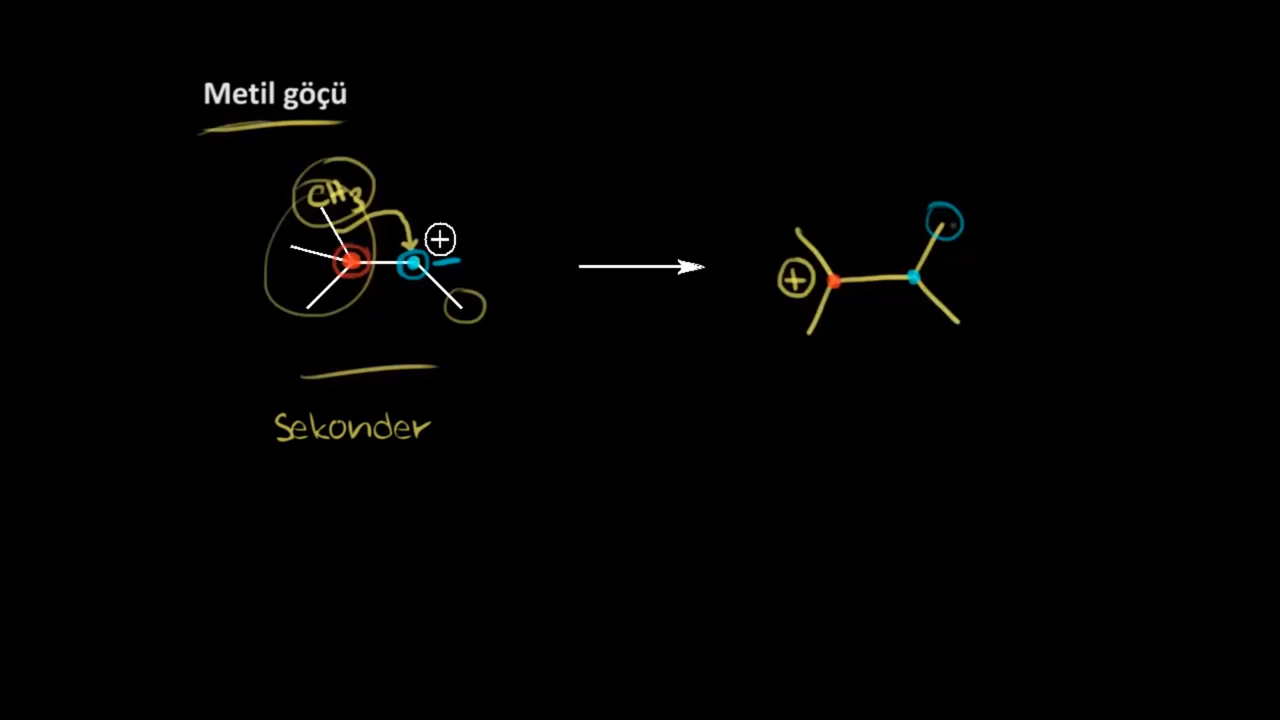 Metil göçü
CH3
+
+
Sekonder